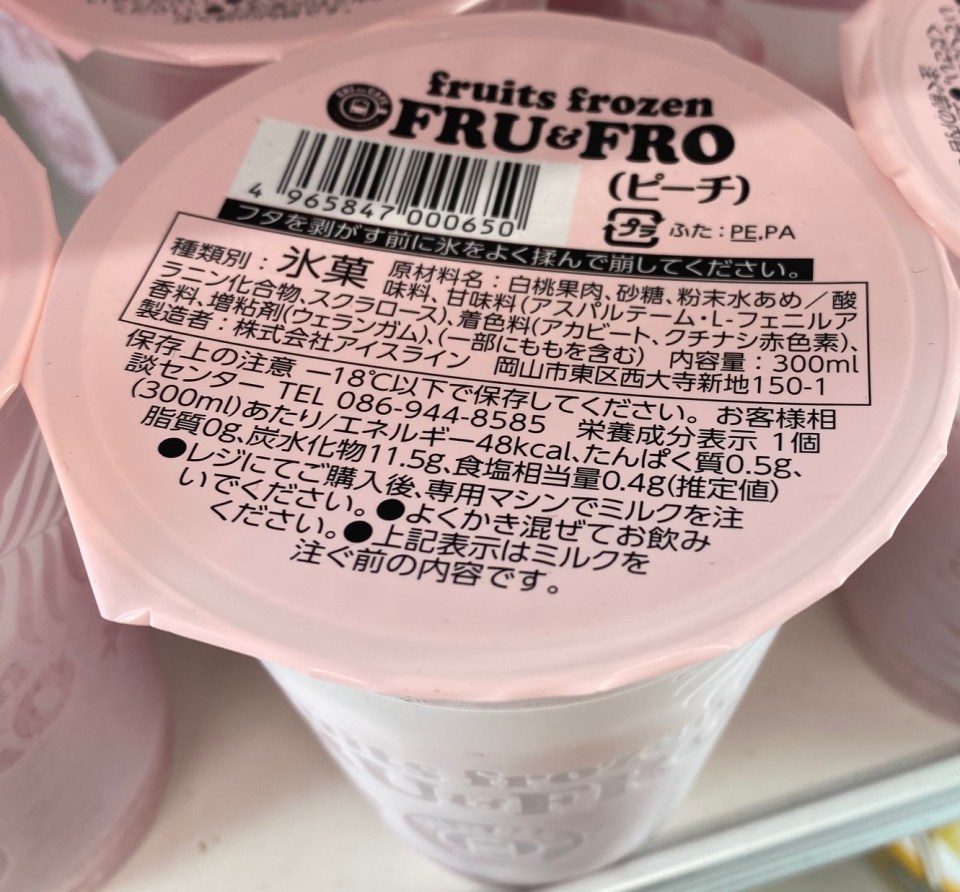 fruits frozen
FRU&FRO
(ピーチ)
4 965847 000650
プラ ふた：PE,PA
フタを剥がす前に氷をよく揉んで崩してください。
種類別：氷菓 原材料名：白桃果肉、砂糖、粉末水あめ／酸
味料、甘味料(アスパルテーム・L-フェニルア
ラニン化合物、スクラロース)、着色料(アカビート、クチナシ赤色素)、
香料、増粘剤(ウェランガム)、(一部にももを含む) 内容量：300ml
製造者：株式会社アイスライン 岡山市東区西大寺新地150-1
保存上の注意 −18℃以下で保存してください。お客様相
談センター TEL 086-944-8585 栄養成分表示 1個
(300ml)あたり/エネルギー48kcal、たんぱく質0.5g、
脂質0g、炭水化物11.5g、食塩相当量0.4g(推定値)
●レジにてご購入後、専用マシンでミルクを注
いでください。●よくかき混ぜてお飲み
ください。●上記表示はミルクを
注ぐ前の内容です。